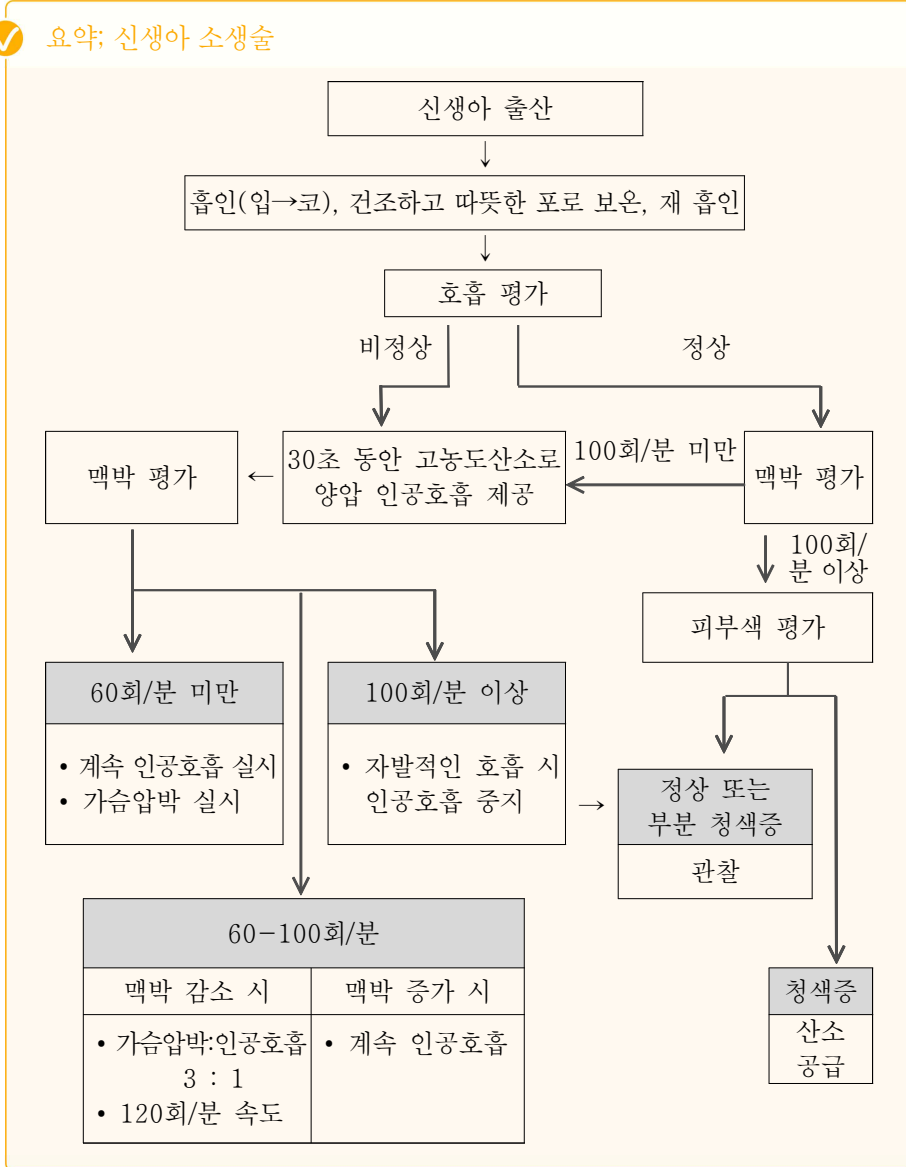 요약; 신생아 소생술
신생아 출산
↓
흡인(입→코), 건조하고 따뜻한 포로 보온, 재 흡인
↓
호흡 평가
비정상
정상
맥박 평가
←
30초 동안 고농도산소로
양압 인공호흡 제공
100회/분 미만
맥박 평가
100회/
분 이상
피부색 평가
60회/분 미만
• 계속 인공호흡 실시
• 가슴압박 실시
100회/분 이상
• 자발적인 호흡 시
인공호흡 중지
→
정상 또는
부분 청색증
관찰
60-100회/분
맥박 감소 시
맥박 증가 시
• 가슴압박:인공호흡
3 : 1
• 120회/분 속도
• 계속 인공호흡
청색증
산소
공급